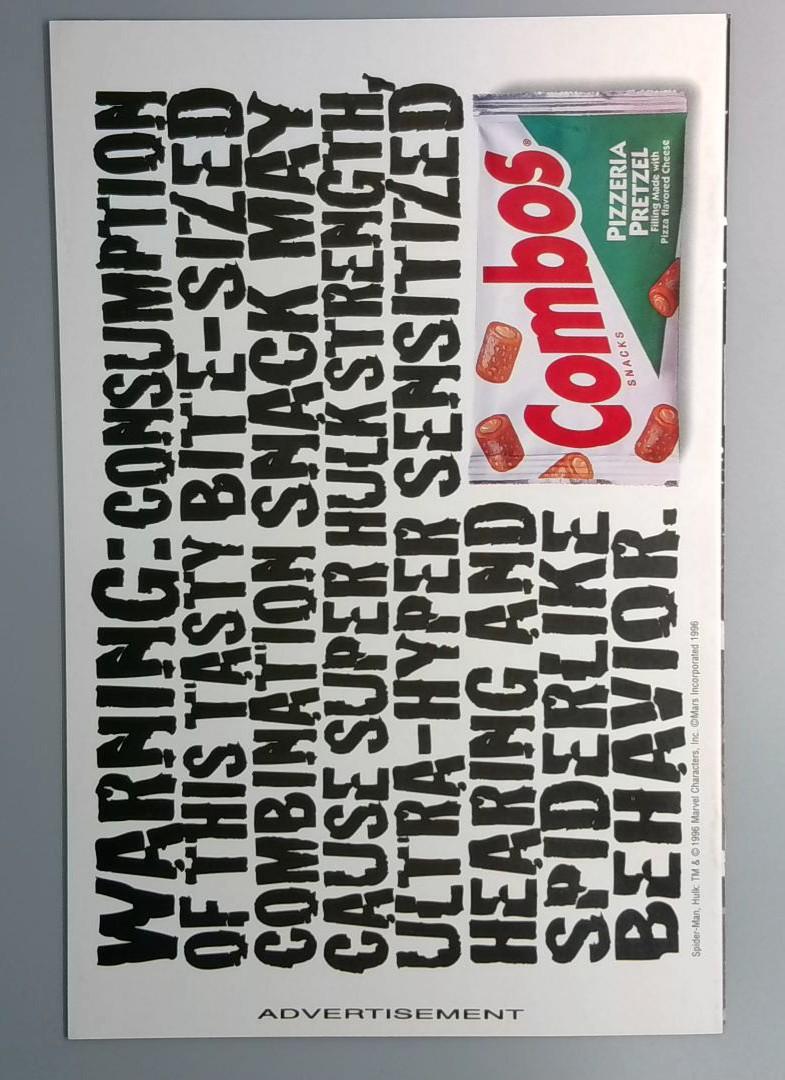 WARNING: CONSUMPTION
OF THIS TASTY BITE-SIZED
COMBINATION SNACK MAY
CAUSE SUPER HULK STRENGTH,
ULTRA-HYPER SENSITIZED
HEARING AND
SPIDERLIKE
BEHAVIOR.
Combos®
SNACKS
PIZZERIA
PRETZEL
Filling Made with
Pizza flavored Cheese
Spider-Man, Hulk: TM & © 1996 Marvel Characters, Inc. ©Mars Incorporated 1996
ADVERTISEMENT